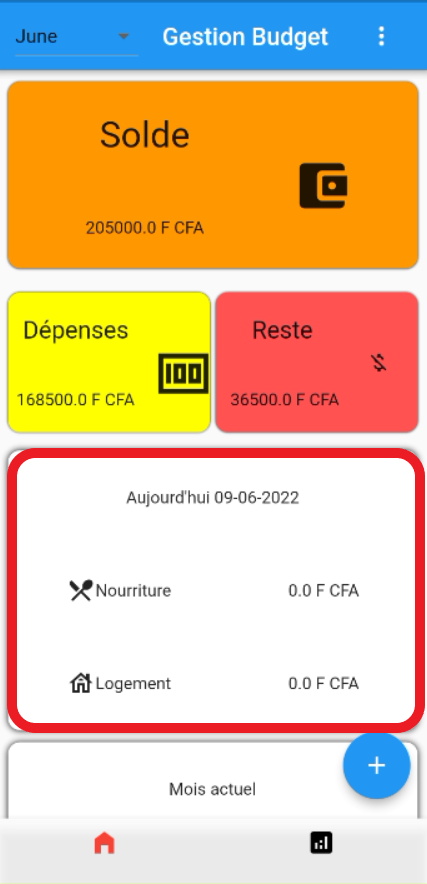 June Gestion Budget
Solde
205000.0 F CFA
Dépenses Reste
100
168500.0 F CFA 36500.0 F CFA
Aujourd'hui 09-06-2022
Nourriture 0.0 F CFA
Logement 0.0 F CFA
Mois actuel